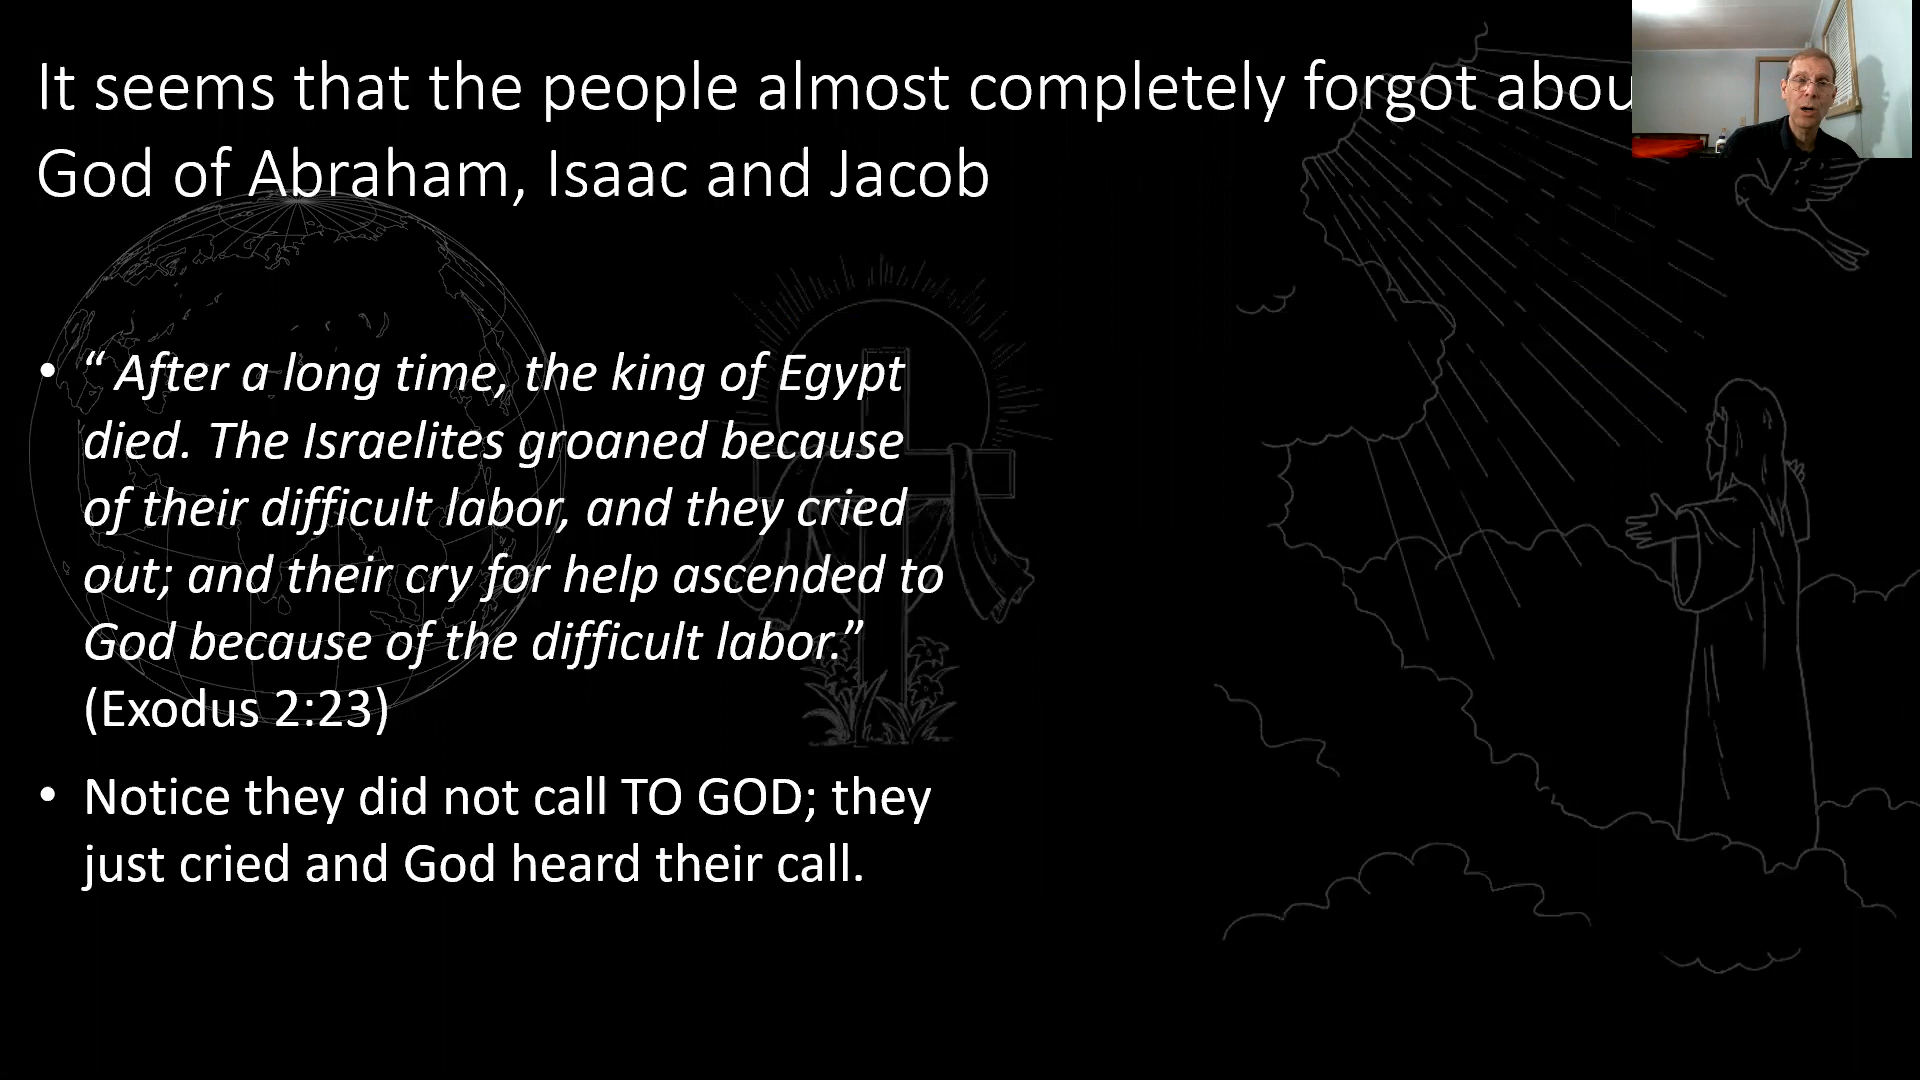 It seems that the people almost completely forgot abou
God of Abraham, Isaac and Jacob
• “ After a long time, the king of Egypt
died. The Israelites groaned because
of their difficult labor, and they cried
out; and their cry for help ascended to
God because of the difficult labor.”
(Exodus 2:23)
• Notice they did not call TO GOD; they
just cried and God heard their call.